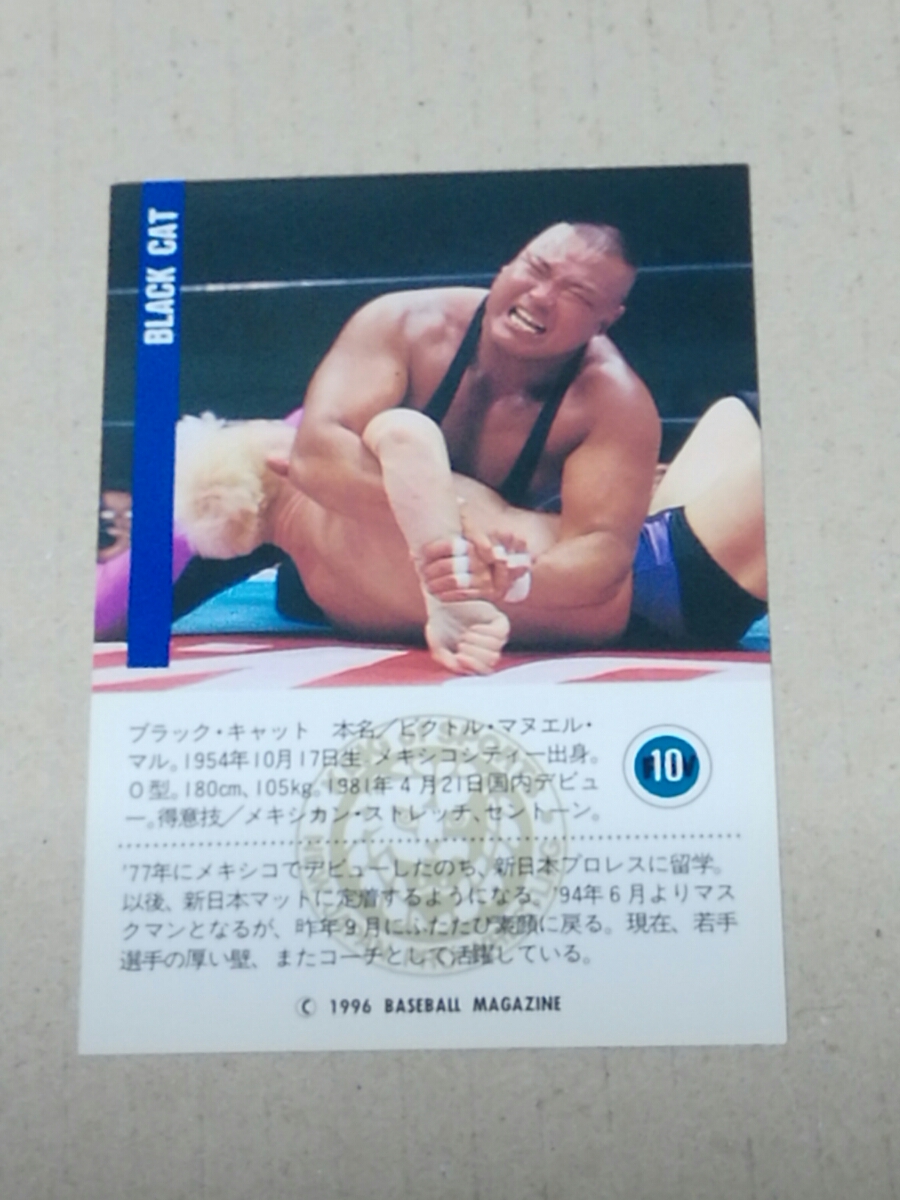 BLACK CAT
ブラック・キャット 本名/ビクトル・マヌエル・
マル。1954年10月17日生 メキシコシティー出身。
O型。180cm、105kg。1981年4月21日国内デビュ
ー。得意技/メキシカン・ストレッチ、セントーン。
10
'77年にメキシコでデビューしたのち、新日本プロレスに留学。
以後、新日本マットに定着するようになる。'94年6月よりマス
クマンとなるが、昨年9月にふたたび素顔に戻る。現在、若手
選手の厚い壁、またコーチとして活躍している。
© 1996 BASEBALL MAGAZINE